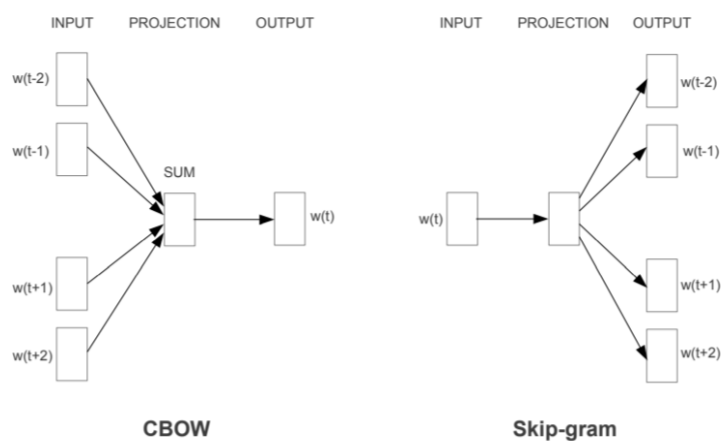 INPUT PROJECTION OUTPUT
w(t-2)
w(t-1)
SUM
w(t)
w(t+1)
w(t+2)
CBOW
INPUT PROJECTION OUTPUT
w(t-2)
w(t-1)
w(t)
w(t+1)
w(t+2)
Skip-gram